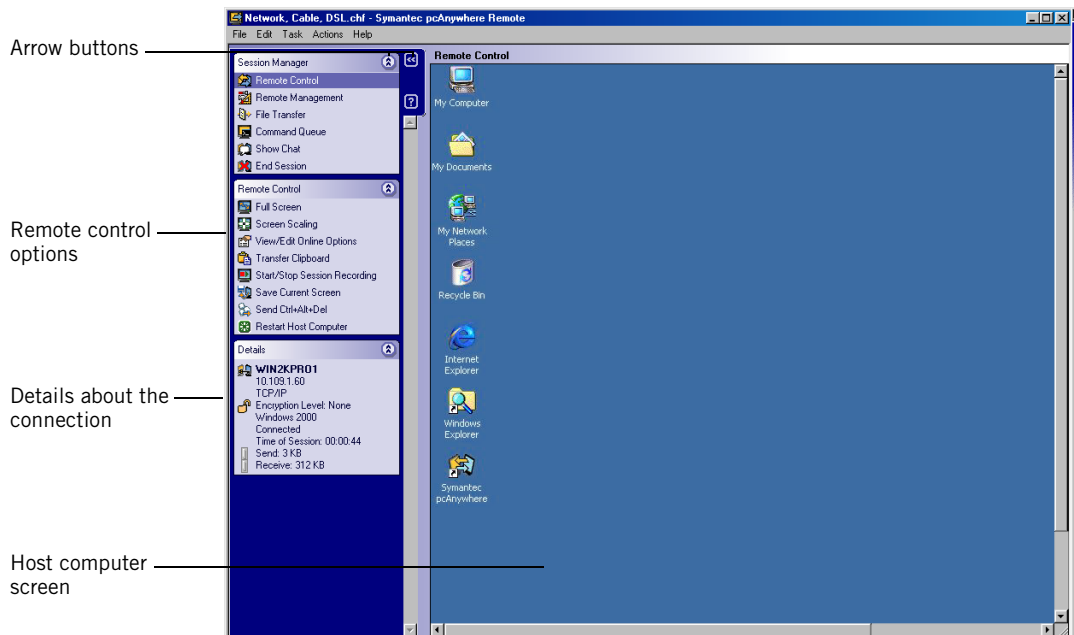 Network, Cable, DSL.chf - Symantec pcAnywhere Remote
File Edit Task Actions Help
Arrow buttons
Session Manager
Remote Control
Remote Management
File Transfer
Command Queue
Show Chat
End Session
Remote control
options
Remote Control
Full Screen
Screen Scaling
View/Edit Online Options
Transfer Clipboard
Start/Stop Session Recording
Save Current Screen
Send Ctrl+Alt+Del
Restart Host Computer
Details about the
connection
Details
WIN2KPRO1
10.109.1.60
TCP/IP
Encryption Level: None
Windows 2000
Connected
Time of Session: 00:00:44
Send: 3 KB
Receive: 312 KB
Host computer
screen
Remote Control
My Computer
My Documents
My Network
Places
Recycle Bin
Internet
Explorer
Windows
Explorer
Symantec
pcAnywhere